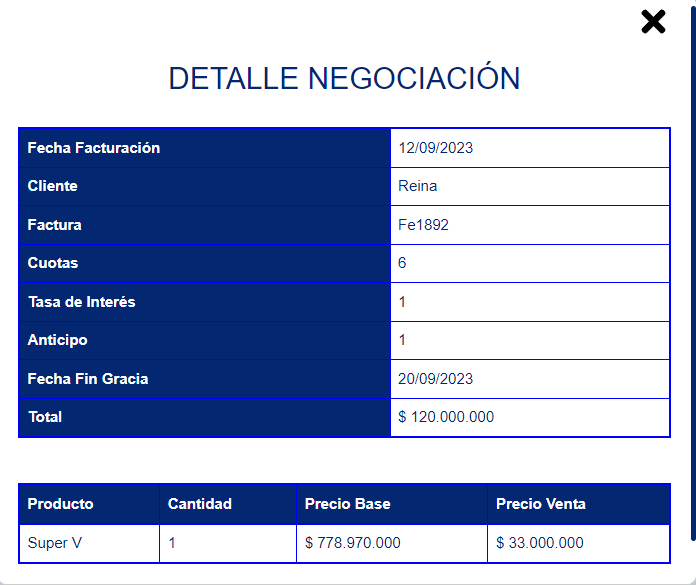 DETALLE NEGOCIACIÓN
Fecha Facturación 12/09/2023
Cliente Reina
Factura Fe1892
Cuotas 6
Tasa de Interés 1
Anticipo 1
Fecha Fin Gracia 20/09/2023
Total $ 120.000.000
Producto Cantidad Precio Base Precio Venta
Super V 1 $ 778.970.000 $ 33.000.000